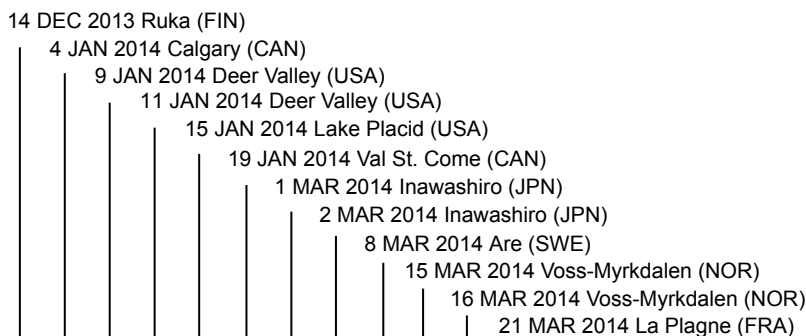 14 DEC 2013 Ruka (FIN)
4 JAN 2014 Calgary (CAN)
9 JAN 2014 Deer Valley (USA)
11 JAN 2014 Deer Valley (USA)
15 JAN 2014 Lake Placid (USA)
19 JAN 2014 Val St. Come (CAN)
1 MAR 2014 Inawashiro (JPN)
2 MAR 2014 Inawashiro (JPN)
8 MAR 2014 Are (SWE)
15 MAR 2014 Voss-Myrkdalen (NOR)
16 MAR 2014 Voss-Myrkdalen (NOR)
21 MAR 2014 La Plagne (FRA)